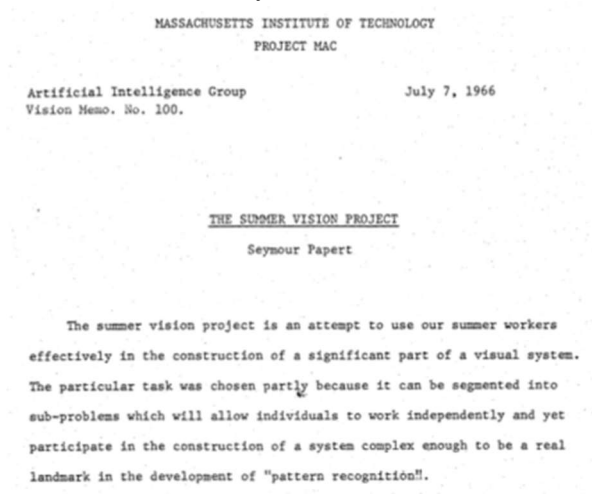 MASSACHUSETTS INSTITUTE OF TECHNOLOGY
PROJECT MAC
Artificial Intelligence Group July 7, 1966
Vision Memo. No. 100.
THE SUMMER VISION PROJECT
Seymour Papert
The summer vision project is an attempt to use our summer workers
effectively in the construction of a significant part of a visual system.
The particular task was chosen partly because it can be segmented into
sub-problems which will allow individuals to work independently and yet
participate in the construction of a system complex enough to be a real
landmark in the development of "pattern recognition".